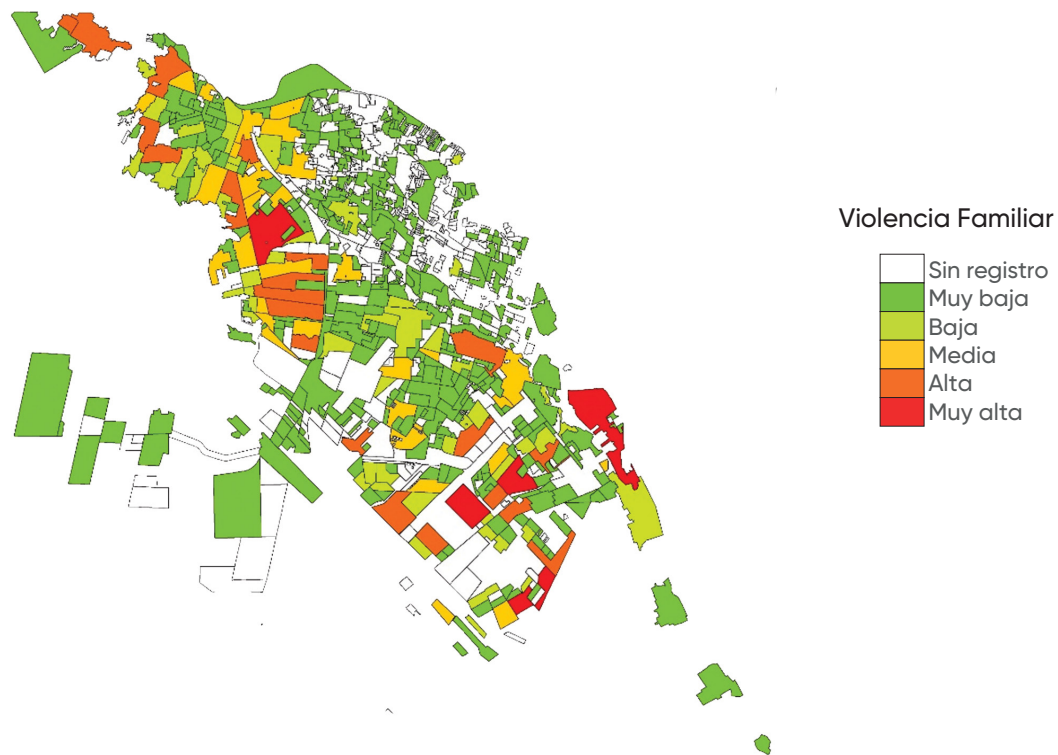 Violencia Familiar
Sin registro
Muy baja
Baja
Media
Alta
Muy alta